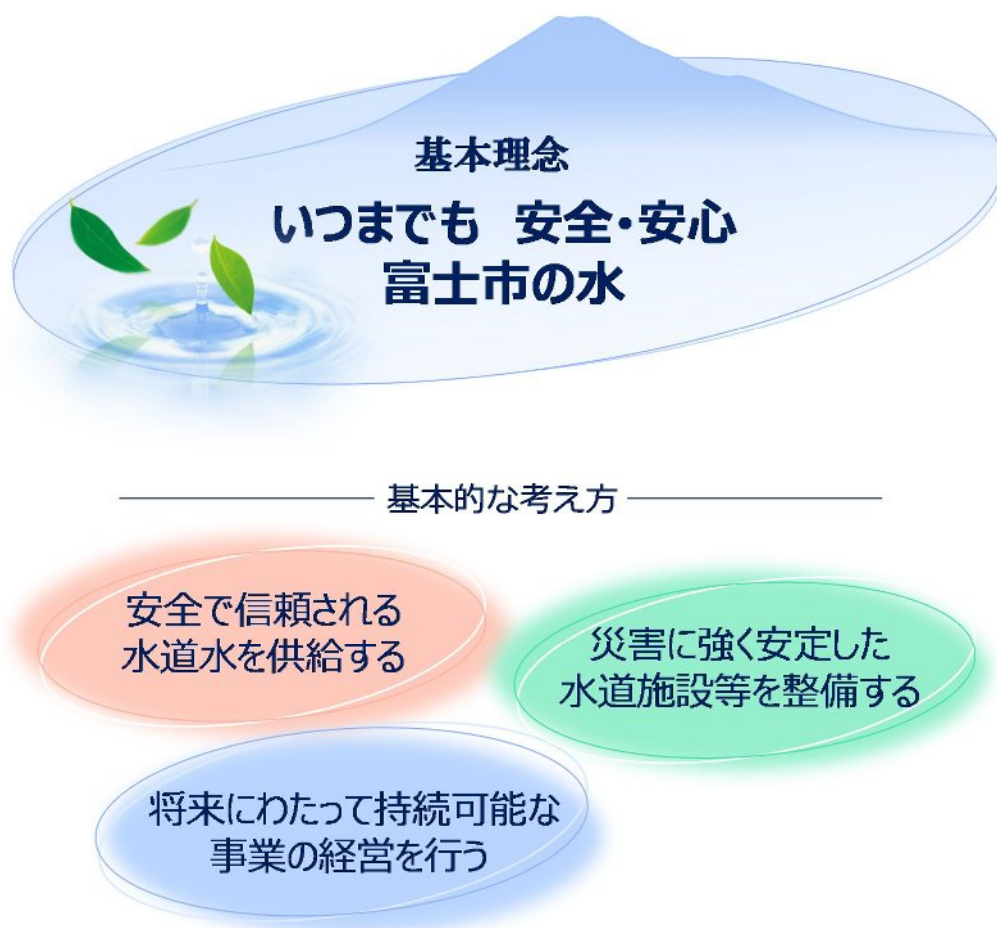 基本理念
いつまでも 安全・安心
富士市の水
基本的な考え方
安全で信頼される
水道水を供給する
災害に強く安定した
水道施設等を整備する
将来にわたって持続可能な
事業の経営を行う